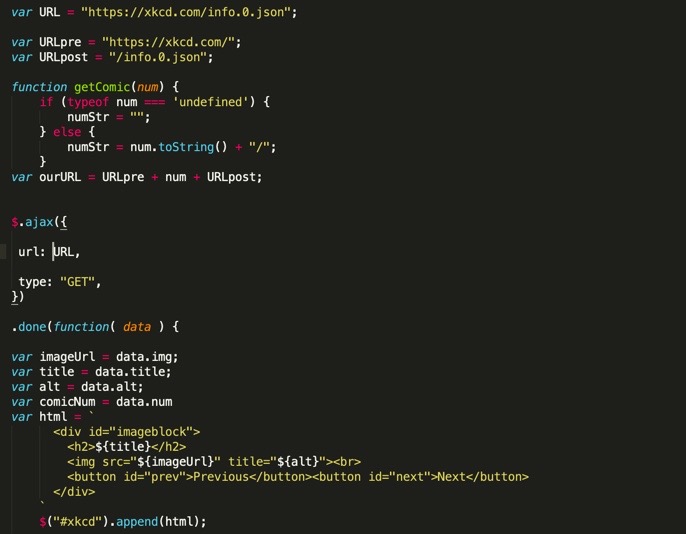 var URL = "https://xkcd.com/info.0.json";
var URLpre = "https://xkcd.com/";
var URLpost = "/info.0.json";
function getComic(num) {
if (typeof num === 'undefined') {
numStr = "";
} else {
numStr = num.toString() + "/";
}
var ourURL = URLpre + num + URLpost;
$.ajax({
url: URL,
type: "GET",
})
.done(function( data ) {
var imageUrl = data.img;
var title = data.title;
var alt = data.alt;
var comicNum = data.num
var html = `
<div id="imageblock">
<h2>${title}</h2>
<img src="${imageUrl}" title="${alt}"><br>
<button id="prev">Previous</button><button id="next">Next</button>
</div>
`
$("#xkcd").append(html);